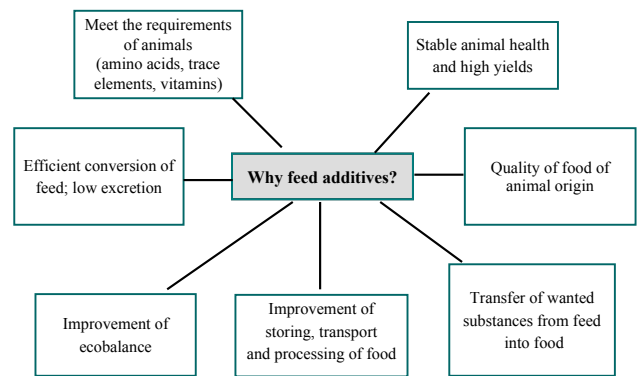 Meet the requirements
of animals
(amino acids, trace
elements, vitamins)
Stable animal health
and high yields
Efficient conversion of
feed; low excretion
Why feed additives?
Quality of food of
animal origin
Improvement of
ecobalance
Improvement of
storing, transport
and processing of food
Transfer of wanted
substances from feed
into food